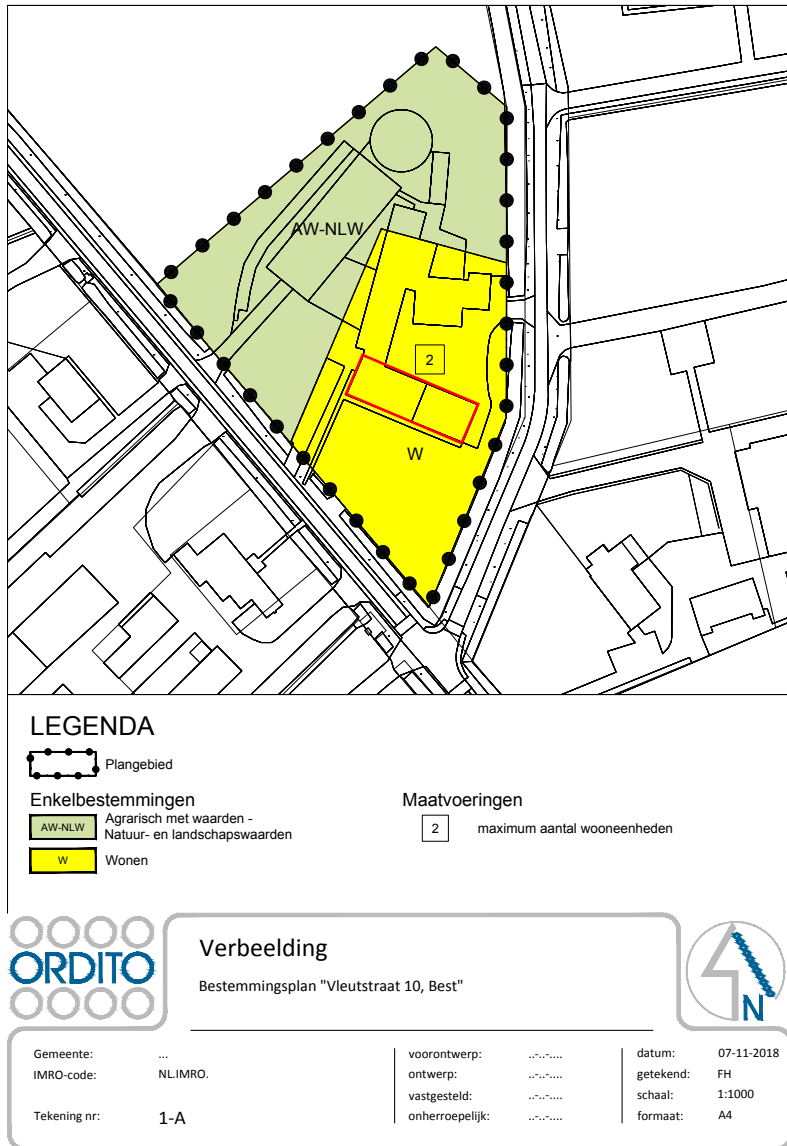 AW-NLW
2
W
LEGENDA
Plangebied
Enkelbestemmingen
AW-NLW
Agrarisch met waarden -
Natuur- en landschapswaarden
W
Wonen
Maatvoeringen
2
maximum aantal wooneenheden
ORDITO
Verbeelding
Bestemmingsplan "Vleutstraat 10, Best"
N
Gemeente: ...
IMRO-code: NL.IMRO.
Tekening nr: 1-A
voorontwerp: ..-..-....
ontwerp: ..-..-....
vastgesteld: ..-..-....
onherroepelijk: ..-..-....
datum: 07-11-2018
getekend: FH
schaal: 1:1000
formaat: A4